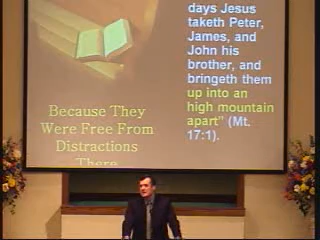 Because They
Were Free From
Distractions
There
days Jesus
taketh Peter,
James, and
John his
brother, and
bringeth them
up into an
high mountain
apart" (Mt.
17:1).